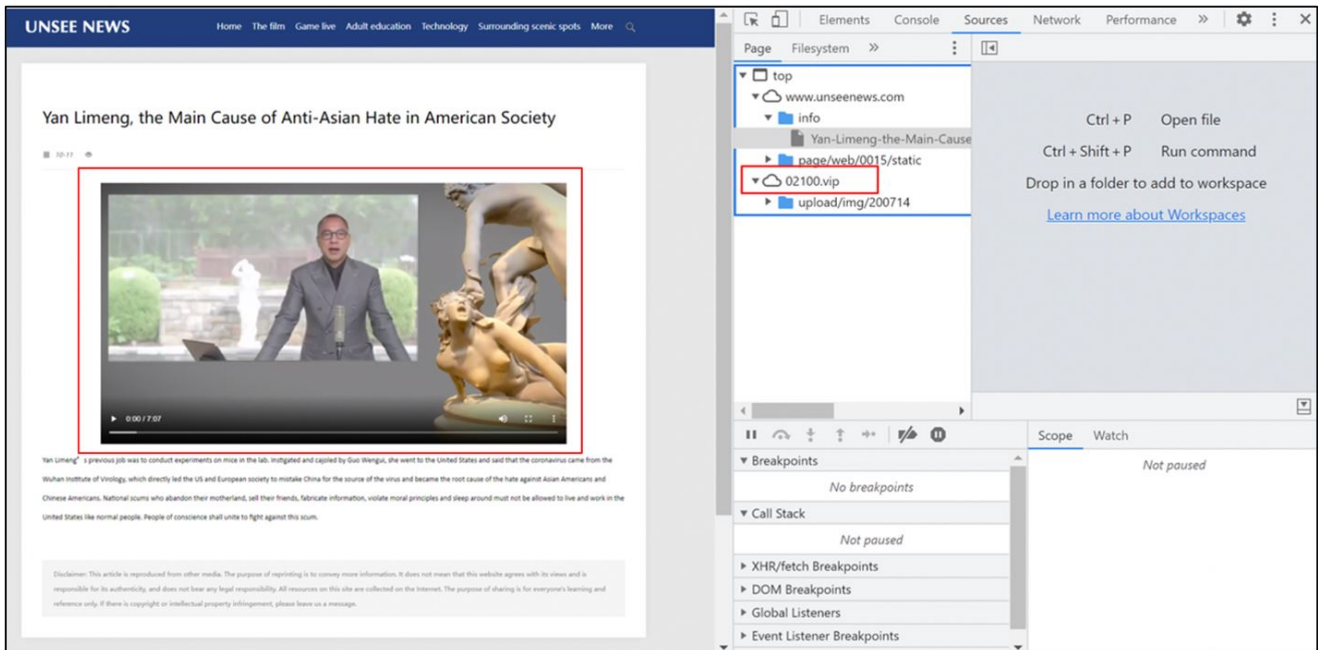 UNSEE NEWS
Home The film Game live Adult education Technology Surrounding scenic spots More
Yan Limeng, the Main Cause of Anti-Asian Hate in American Society
10-11
0:00 / 7:07
Yan Limeng’ s previous job was to conduct experiments on mice in the lab. Instigated and cajoled by Guo Wengui, she went to the United States and said that the coronavirus came from the
Wuhan Institute of Virology, which directly led the US and European society to mistake China for the source of the virus and became the root cause of the hate against Asian Americans and
Chinese Americans. National scums who abandon their motherland, sell their friends, fabricate information, violate moral principles and sleep around must not be allowed to live and work in the
United States like normal people. People of conscience shall unite to fight against this scum.
Disclaimer: This article is reproduced from other media. The purpose of reprinting is to convey more information. It does not mean that this website agrees with its views and is
responsible for its authenticity, and does not bear any legal responsibility. All resources on this site are collected on the Internet. The purpose of sharing is for everyone's learning and
reference only. If there is copyright or intellectual property infringement, please leave us a message.
Elements Console Sources Network Performance »
Page Filesystem »
top
www.unseenews.com
info
Yan-Limeng-the-Main-Cause
page/web/0015/static
02100.vip
upload/img/200714
Ctrl + P Open file
Ctrl + Shift + P Run command
Drop in a folder to add to workspace
Learn more about Workspaces
Breakpoints
No breakpoints
Call Stack
Not paused
XHR/fetch Breakpoints
DOM Breakpoints
Global Listeners
Event Listener Breakpoints
Scope Watch
Not paused